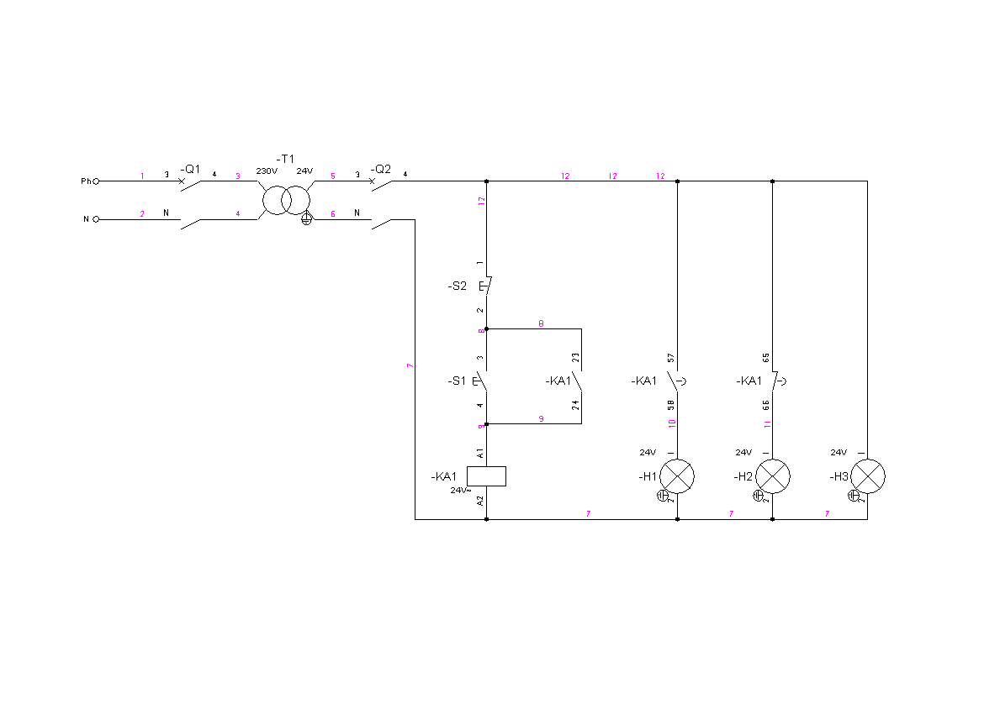 -T1
-Q1 230V 24V -Q2
Ph 1 3 4 3 5 3 4 12 12 12
12
N 2 N 4 6 N
1
-S2
2
8 8
7
3 23 57 65
-S1 -KA1 -KA1 -KA1
4 24 58 66
9 9 10 11
A1 24V 1 24V 1 24V 1
-KA1 -H1 -H2 -H3
24V~
A2 2 2 2
7 7 7